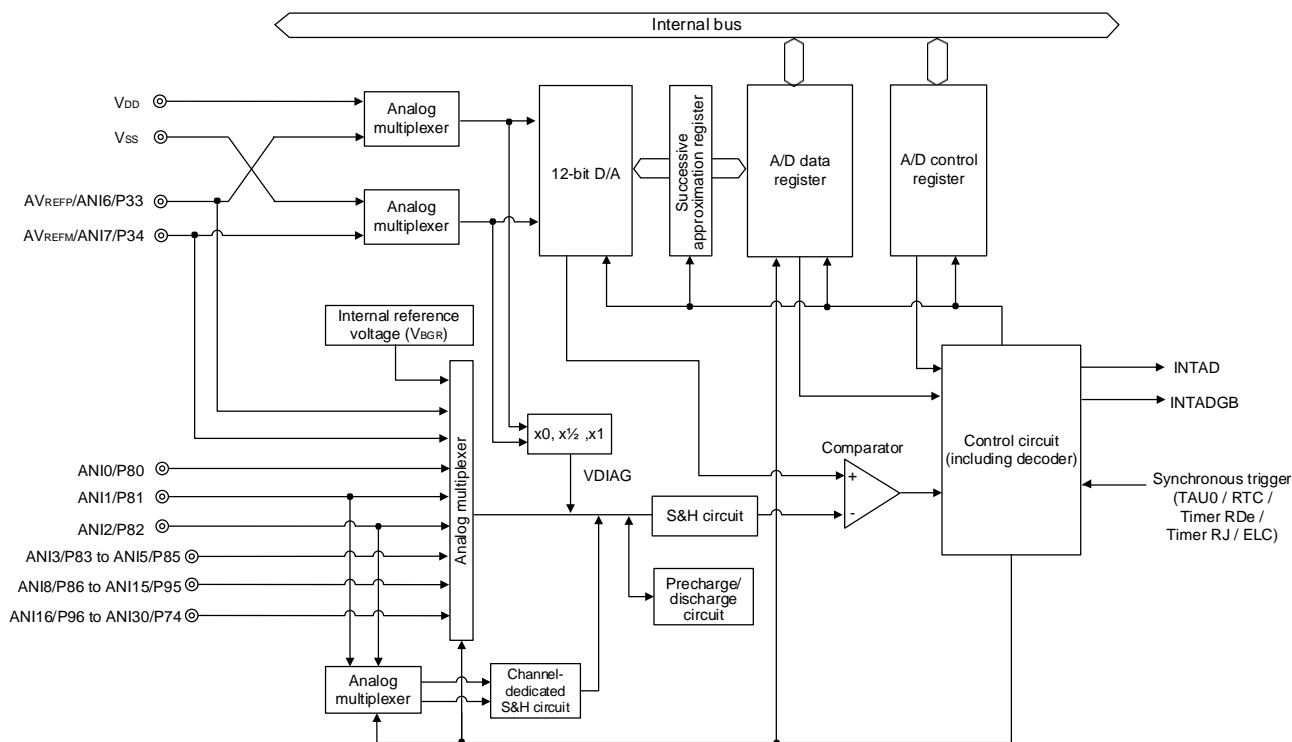 Internal bus
VDD
VSS
AVREFP/ANI6/P33
AVREFM/ANI7/P34
Analog
multiplexer
Analog
multiplexer
12-bit D/A
Successive
approximation register
A/D data
register
A/D control
register
Internal reference
voltage (VBGR)
Analog multiplexer
x0, x½ ,x1
VDIAG
Comparator
+
-
Control circuit
(including decoder)
INTAD
INTADGB
Synchronous trigger
(TAU0 / RTC /
Timer RDe /
Timer RJ / ELC)
ANI0/P80
ANI1/P81
ANI2/P82
ANI3/P83 to ANI5/P85
ANI8/P86 to ANI15/P95
ANI16/P96 to ANI30/P74
S&H circuit
Precharge/
discharge
circuit
Analog
multiplexer
Channel-
dedicated
S&H circuit